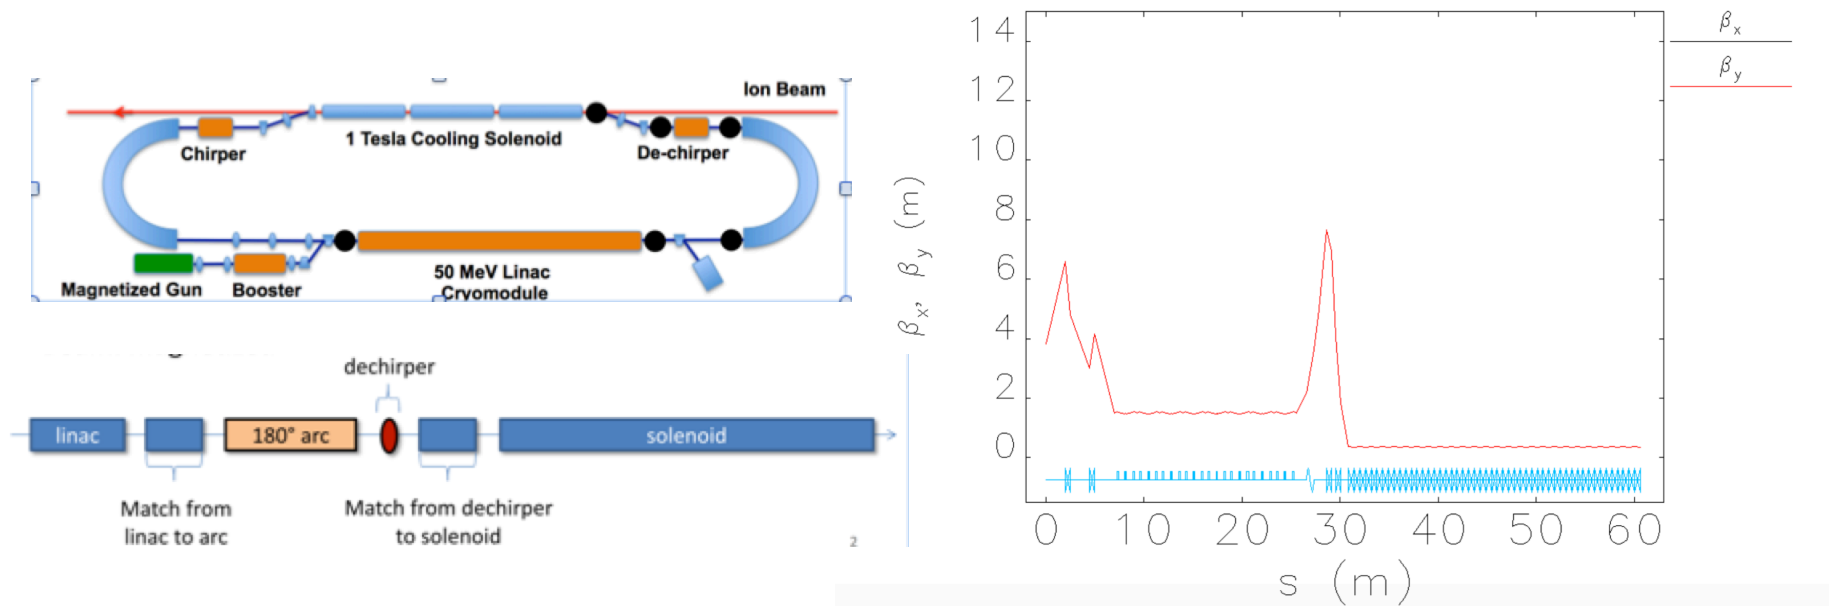 Ion Beam
1 Tesla Cooling Solenoid
Chirper
De-chirper
50 MeV Linac
Cryomodule
Magnetized Gun
Booster
dechirper
linac
180° arc
solenoid
Match from
linac to arc
Match from dechirper
to solenoid
2
βx, βy (m)
14
12
10
8
6
4
2
0
0 10 20 30 40 50 60
s (m)
βx
βy